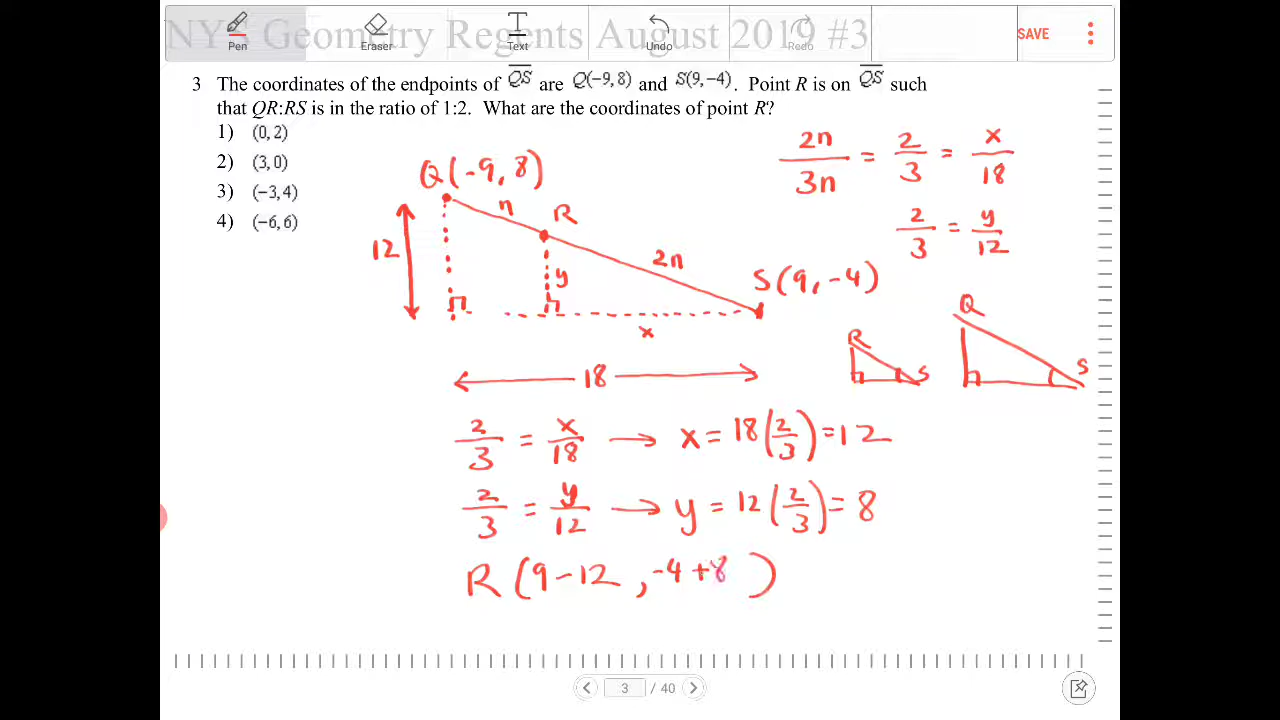 NYS Geometry Regents August 2019 #3
Pen
Eraser
Text
Undo
Redo
SAVE
3 The coordinates of the endpoints of QS are Q(−9,8) and S(9,−4). Point R is on QS such
that QR:RS is in the ratio of 1:2. What are the coordinates of point R?
1) (0,2)
2) (3,0)
3) (−3,4)
4) (−6,6)
2n/3n = 2/3 = x/18
2/3 = y/12
Q(-9, 8)
n
R
12
2n
y
S(9, -4)
x
18
R
S
Q
S
2/3 = x/18 → x = 18(2/3) = 12
2/3 = y/12 → y = 12(2/3) = 8
R (9-12, -4+8)
3 / 40